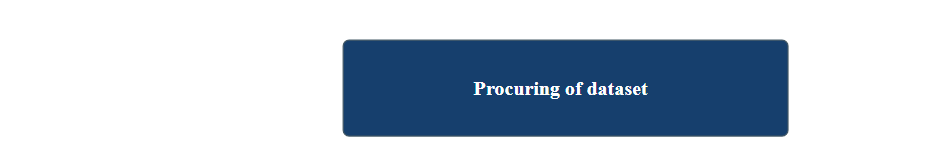 Procuring of dataset